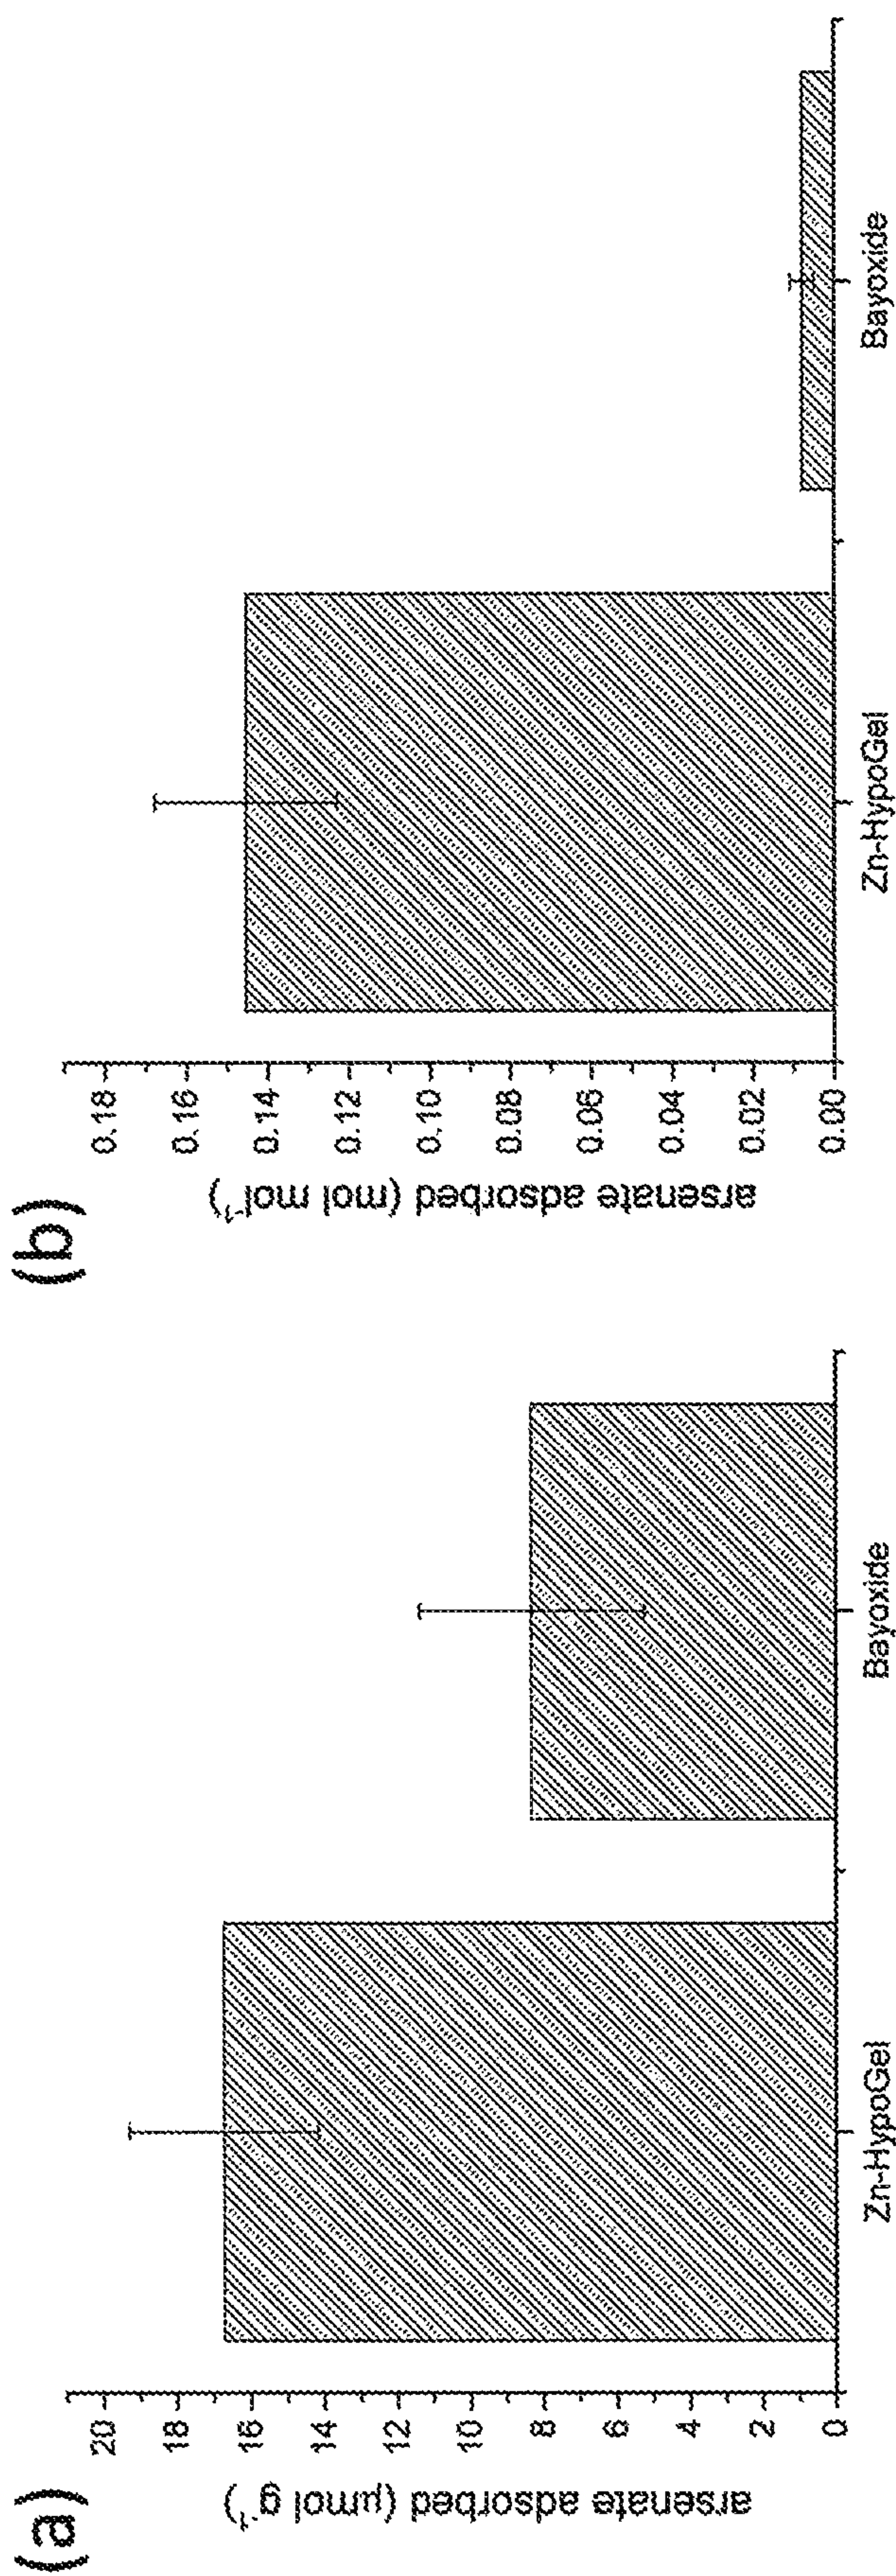 (a)
arsenate adsorbed (μmol g⁻¹)
20
18
16
14
12
10
8
6
4
2
0
Zn-HypoGel
Bayoxide
(b)
arsenate adsorbed (mol mol⁻¹)
0.18
0.16
0.14
0.12
0.10
0.08
0.06
0.04
0.02
0.00
Zn-HypoGel
Bayoxide